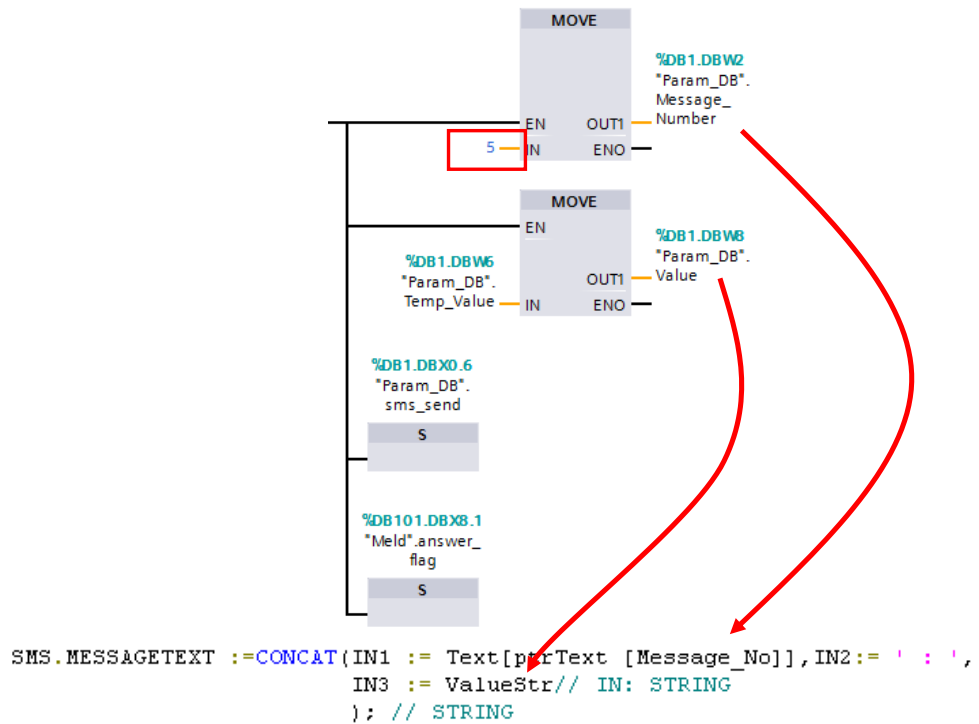 MOVE
%DB1.DBW2
"Param_DB".
Message_
Number
EN OUT1
5 IN ENO
MOVE
EN
%DB1.DBW8
"Param_DB".
Value
%DB1.DBW6
"Param_DB".
Temp_Value
OUT1
IN ENO
%DB1.DBX0.6
"Param_DB".
sms_send
S
%DB101.DBX8.1
"Meld".answer_
flag
S
SMS.MESSAGETEXT :=CONCAT(IN1 := Text[ptrText [Message_No]],IN2:= ' : ',
IN3 := ValueStr// IN: STRING
); // STRING